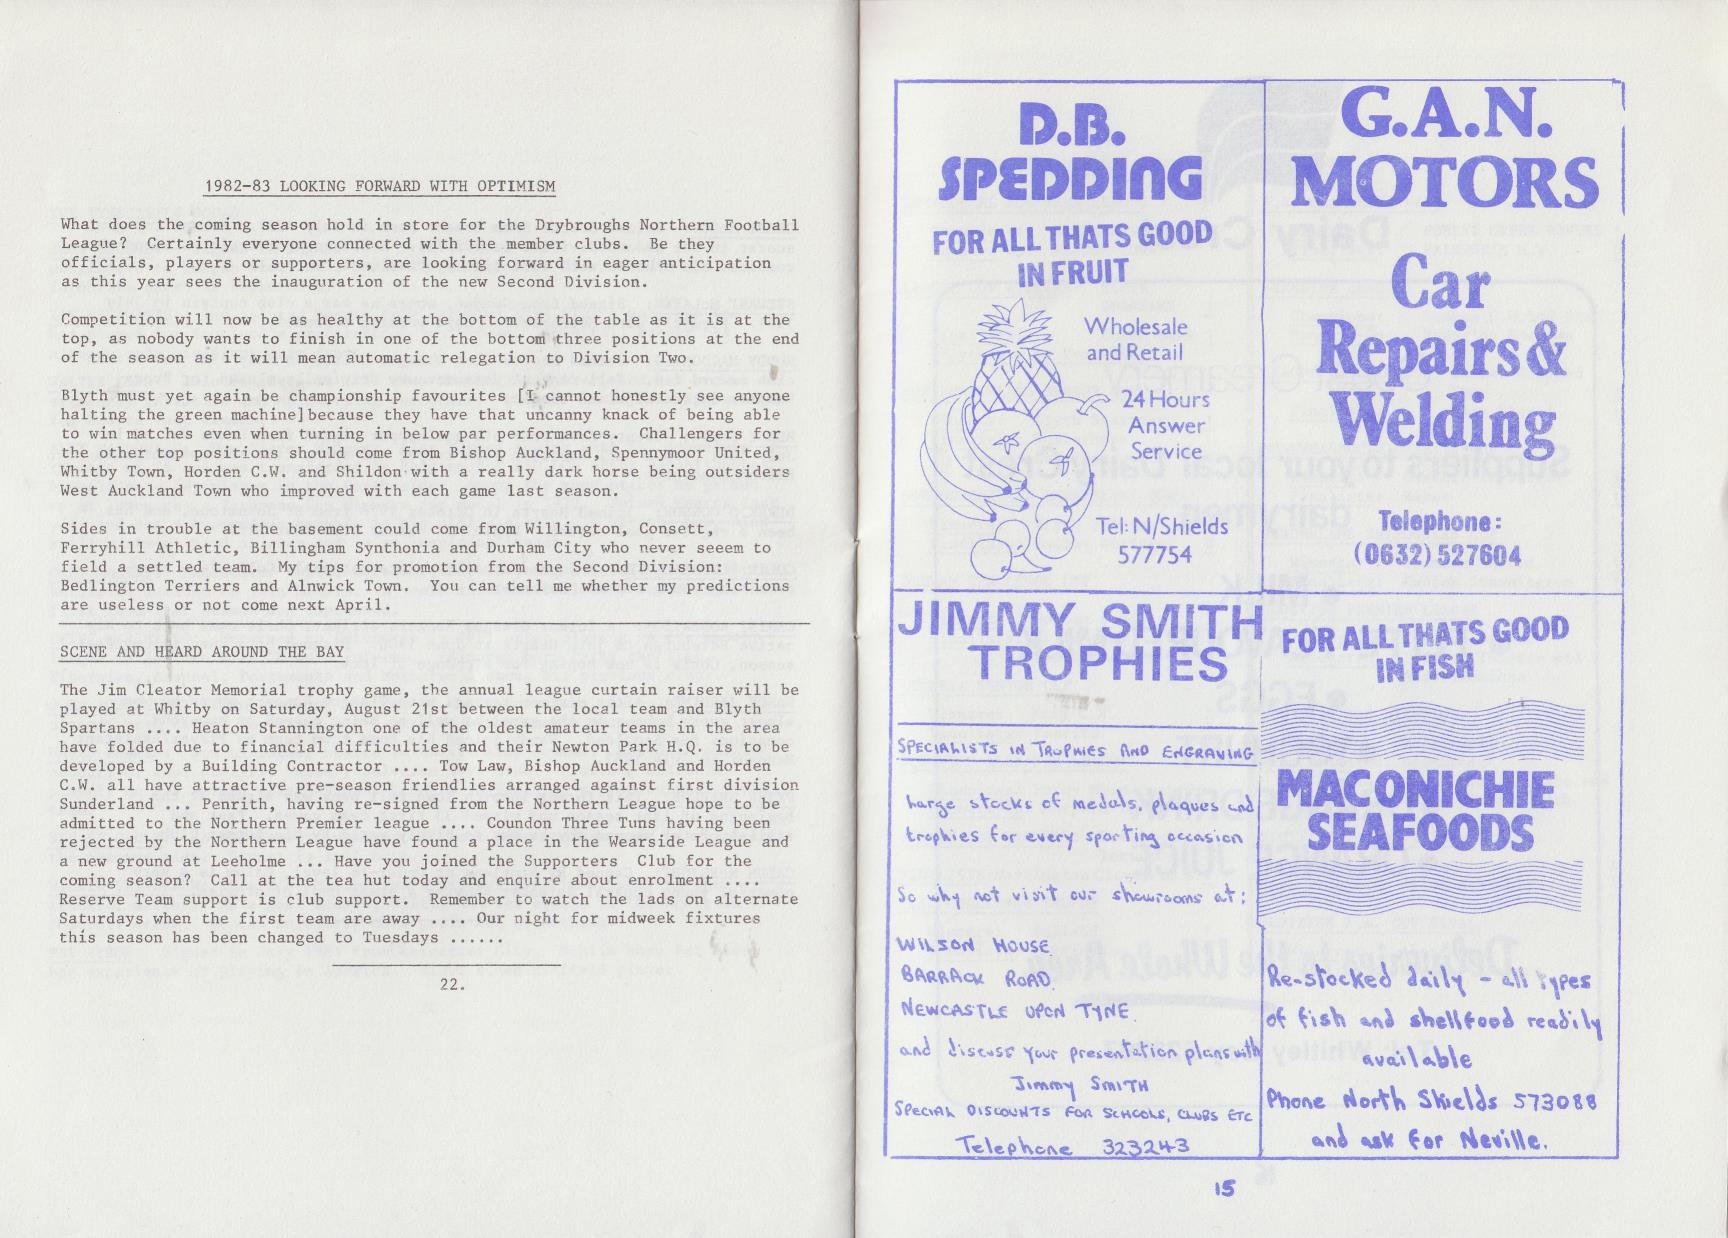 1982-83 LOOKING FORWARD WITH OPTIMISM
What does the coming season hold in store for the Drybroughs Northern Football
League? Certainly everyone connected with the member clubs. Be they
officials, players or supporters, are looking forward in eager anticipation
as this year sees the inauguration of the new Second Division.
Competition will now be as healthy at the bottom of the table as it is at the
top, as nobody wants to finish in one of the bottom three positions at the end
of the season as it will mean automatic relegation to Division Two.
Blyth must yet again be championship favourites [I cannot honestly see anyone
halting the green machine] because they have that uncanny knack of being able
to win matches even when turning in below par performances. Challengers for
the other top positions should come from Bishop Auckland, Spennymoor United,
Whitby Town, Horden C.W. and Shildon with a really dark horse being outsiders
West Auckland Town who improved with each game last season.
Sides in trouble at the basement could come from Willington, Consett,
Ferryhill Athletic, Billingham Synthonia and Durham City who never seeem to
field a settled team. My tips for promotion from the Second Division:
Bedlington Terriers and Alnwick Town. You can tell me whether my predictions
are useless or not come next April.
SCENE AND HEARD AROUND THE BAY
The Jim Cleator Memorial trophy game, the annual league curtain raiser will be
played at Whitby on Saturday, August 21st between the local team and Blyth
Spartans .... Heaton Stannington one of the oldest amateur teams in the area
have folded due to financial difficulties and their Newton Park H.Q. is to be
developed by a Building Contractor .... Tow Law, Bishop Auckland and Horden
C.W. all have attractive pre-season friendlies arranged against first division
Sunderland ... Penrith, having re-signed from the Northern League hope to be
admitted to the Northern Premier league .... Coundon Three Tuns having been
rejected by the Northern League have found a place in the Wearside League and
a new ground at Leeholme ... Have you joined the Supporters Club for the
coming season? Call at the tea hut today and enquire about enrolment ....
Reserve Team support is club support. Remember to watch the lads on alternate
Saturdays when the first team are away .... Our night for midweek fixtures
this season has been changed to Tuesdays ......
22.
D.B.
SPEDDING
FOR ALL THATS GOOD
IN FRUIT
Wholesale
and Retail
24 Hours
Answer
Service
Tel: N/Shields
577754
G.A.N.
MOTORS
Car
Repairs &
Welding
Telephone:
(0632) 527604
JIMMY SMITH
TROPHIES
SPECIALISTS IN TROPHIES AND ENGRAVING
Large stocks of medals, plaques and
trophies for every sporting occasion
So why not visit our showrooms at:
WILSON HOUSE
BARRACK ROAD
NEWCASTLE UPON TYNE
and discuss your presentation plans with
Jimmy SMITH
SPECIAL DISCOUNTS FOR SCHOOLS, CLUBS ETC
Telephone 323243
FOR ALL THATS GOOD
IN FISH
MACONICHIE
SEAFOODS
Re-stocked daily - all types
of fish and shellfood readily
available
Phone North Shields 573088
and ask for Neville.
15